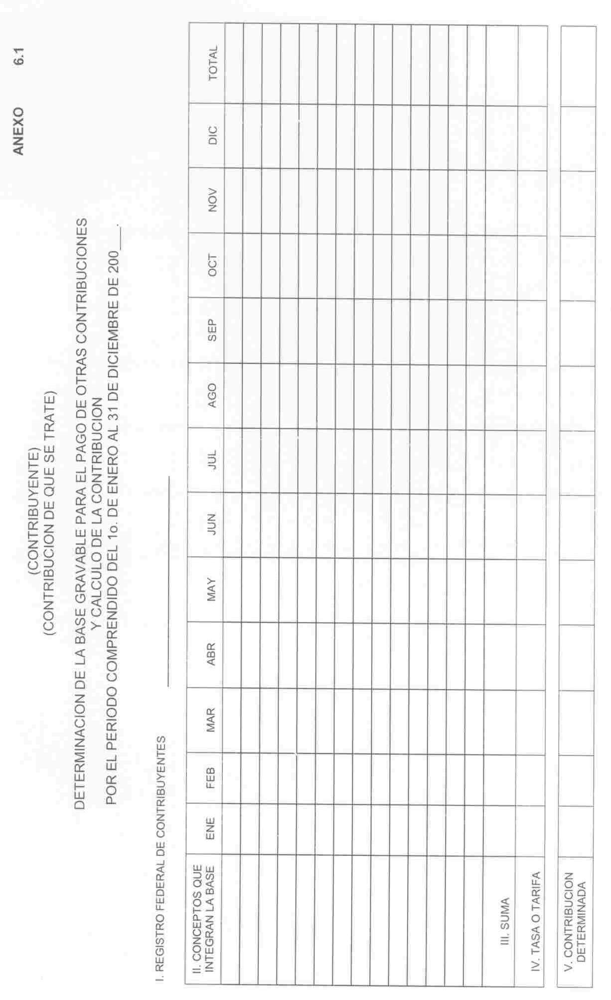 ANEXO 6.1
(CONTRIBUYENTE)
(CONTRIBUCION DE QUE SE TRATE)
DETERMINACION DE LA BASE GRAVABLE PARA EL PAGO DE OTRAS CONTRIBUCIONES
Y CALCULO DE LA CONTRIBUCION
POR EL PERIODO COMPRENDIDO DEL 1o. DE ENERO AL 31 DE DICIEMBRE DE 200___.
I. REGISTRO FEDERAL DE CONTRIBUYENTES
II. CONCEPTOS QUE
INTEGRAN LA BASE ENE FEB MAR ABR MAY JUN JUL AGO SEP OCT NOV DIC TOTAL
III. SUMA
IV. TASA O TARIFA
V. CONTRIBUCION
DETERMINADA